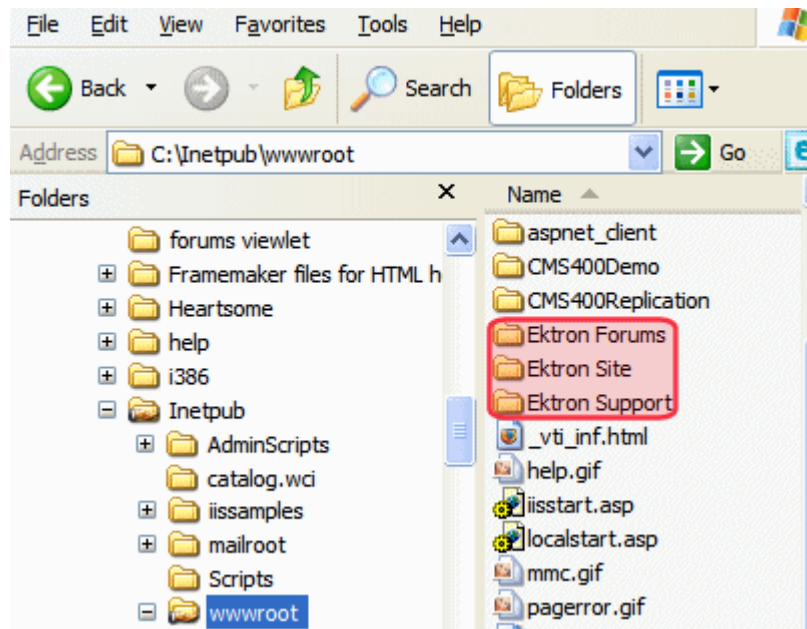 File Edit View Favorites Tools Help
Back Search Folders
Address C:\Inetpub\wwwroot Go
Folders X
forums viewlet
Framemaker files for HTML h
Heartsome
help
i386
Inetpub
AdminScripts
catalog.wci
iissamples
mailroot
Scripts
wwwroot
Name
aspnet_client
CMS400Demo
CMS400Replication
Ektron Forums
Ektron Site
Ektron Support
_vti_inf.html
help.gif
iisstart.asp
localstart.asp
mmc.gif
pagerror.gif